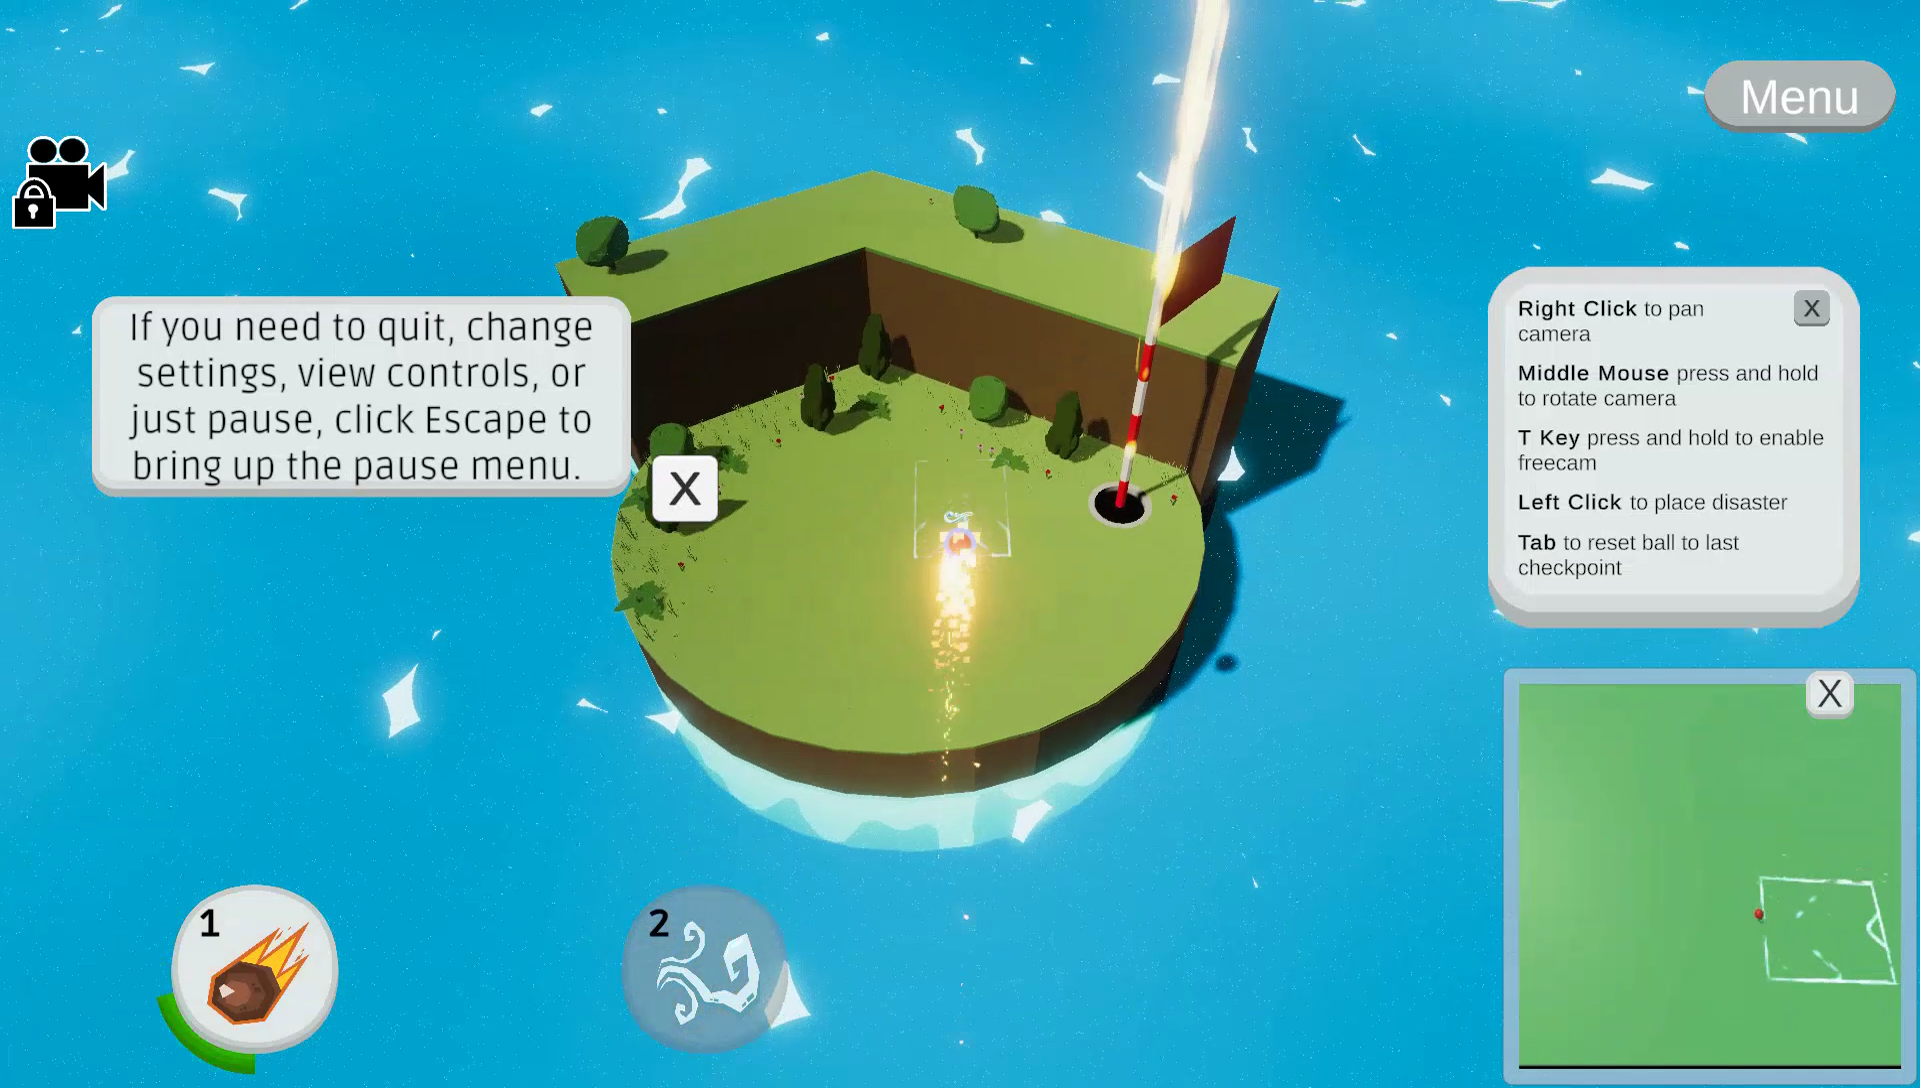 Menu
If you need to quit, change
settings, view controls, or
just pause, click Escape to
bring up the pause menu.
X
Right Click to pan
camera
X
Middle Mouse press and hold
to rotate camera
T Key press and hold to enable
freecam
Left Click to place disaster
Tab to reset ball to last
checkpoint
X
1
2